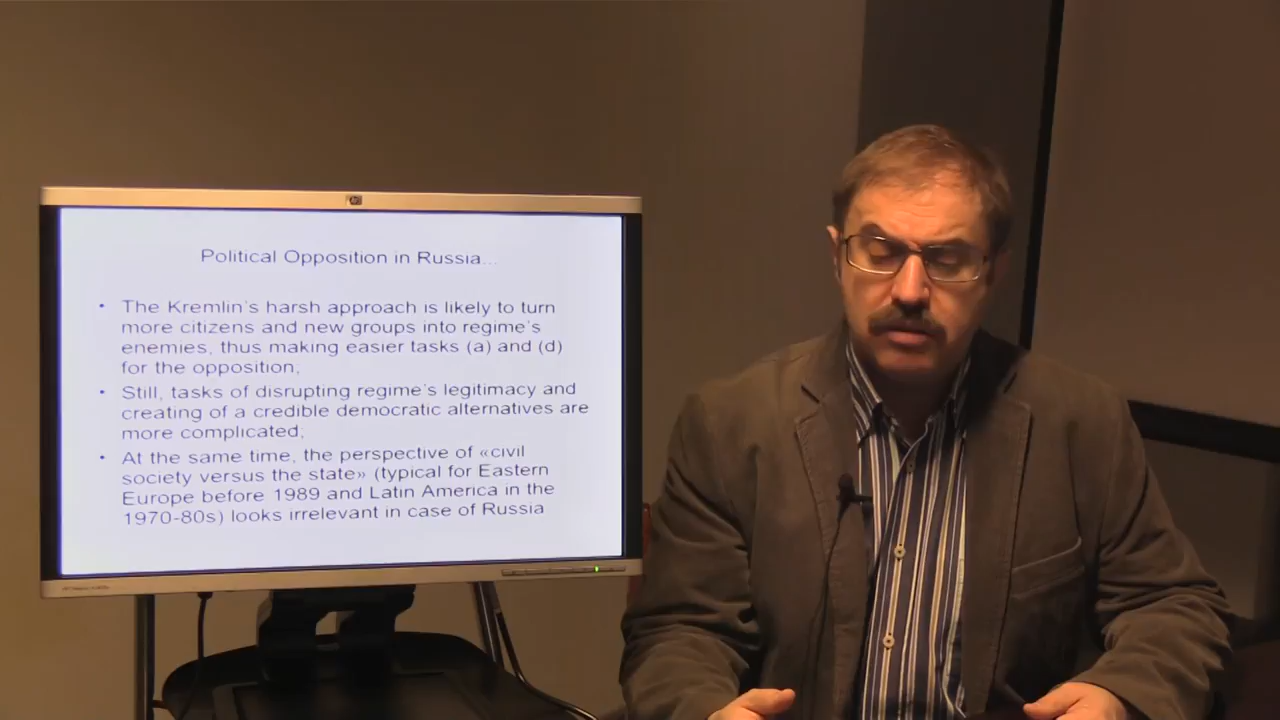 hp
Political Opposition in Russia...
• The Kremlin's harsh approach is likely to turn
more citizens and new groups into regime's
enemies, thus making easier tasks (a) and (d)
for the opposition;
• Still, tasks of disrupting regime's legitimacy and
creating of a credible democratic alternatives are
more complicated;
• At the same time, the perspective of «civil
society versus the state» (typical for Eastern
Europe before 1989 and Latin America in the
1970-80s) looks irrelevant in case of Russia